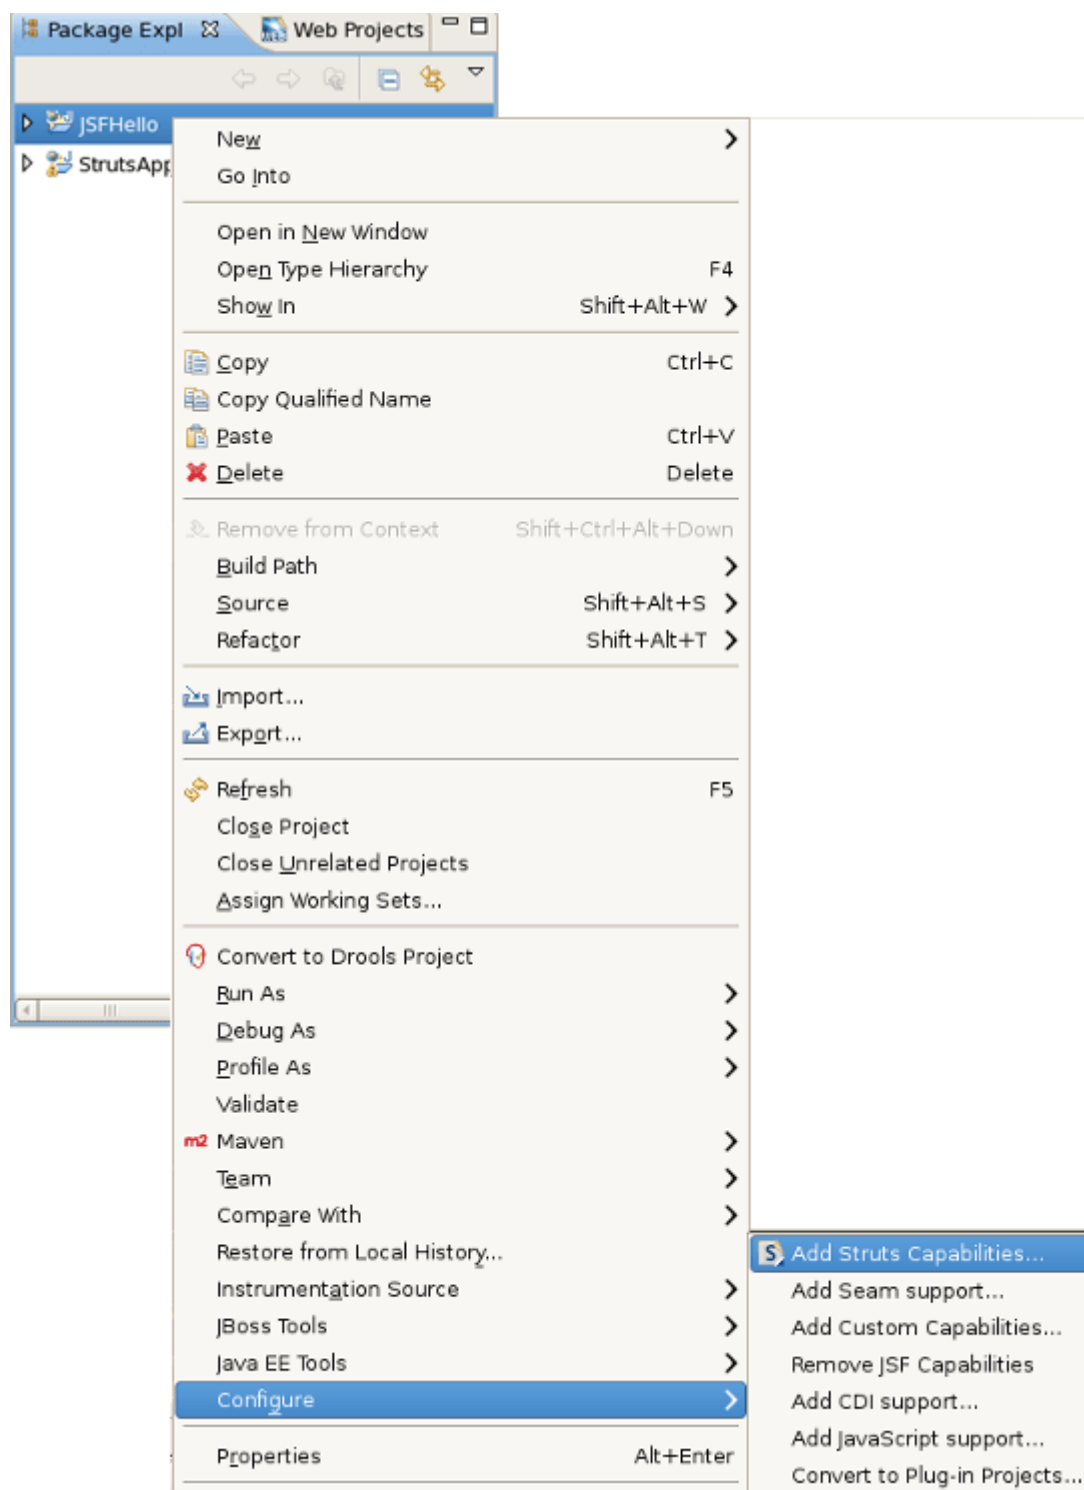 Package Expl Web Projects
JSFHello
StrutsApp
New
Go Into
Open in New Window
Open Type Hierarchy F4
Show In Shift+Alt+W
Copy Ctrl+C
Copy Qualified Name
Paste Ctrl+V
Delete Delete
Remove from Context Shift+Ctrl+Alt+Down
Build Path
Source Shift+Alt+S
Refactor Shift+Alt+T
Import...
Export...
Refresh F5
Close Project
Close Unrelated Projects
Assign Working Sets...
Convert to Drools Project
Run As
Debug As
Profile As
Validate
m2 Maven
Team
Compare With
Restore from Local History...
Instrumentation Source
JBoss Tools
Java EE Tools
Configure
Properties Alt+Enter
S Add Struts Capabilities...
Add Seam support...
Add Custom Capabilities...
Remove JSF Capabilities
Add CDI support...
Add JavaScript support...
Convert to Plug-in Projects...